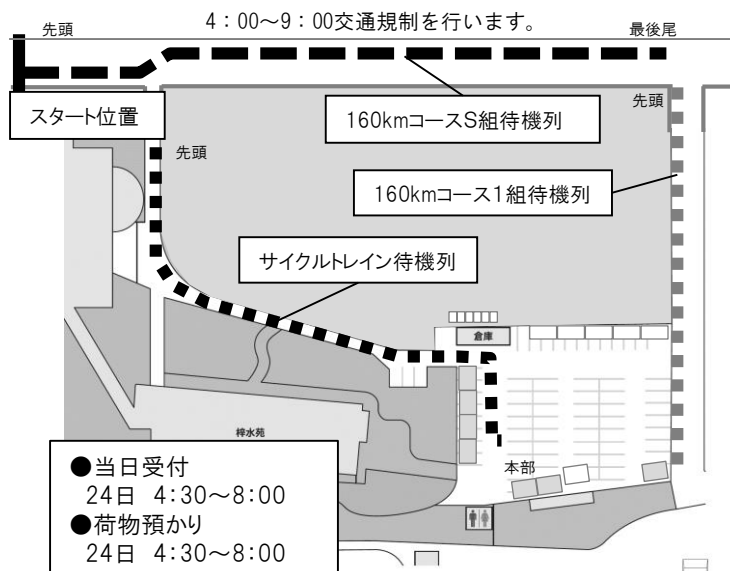 4:00~9:00交通規制を行います。
先頭
最後尾
スタート位置
160kmコースS組待機列
先頭
先頭
160kmコース1組待機列
サイクルトレイン待機列
倉庫
梓水苑
本部
●当日受付
24日 4:30~8:00
●荷物預かり
24日 4:30~8:00